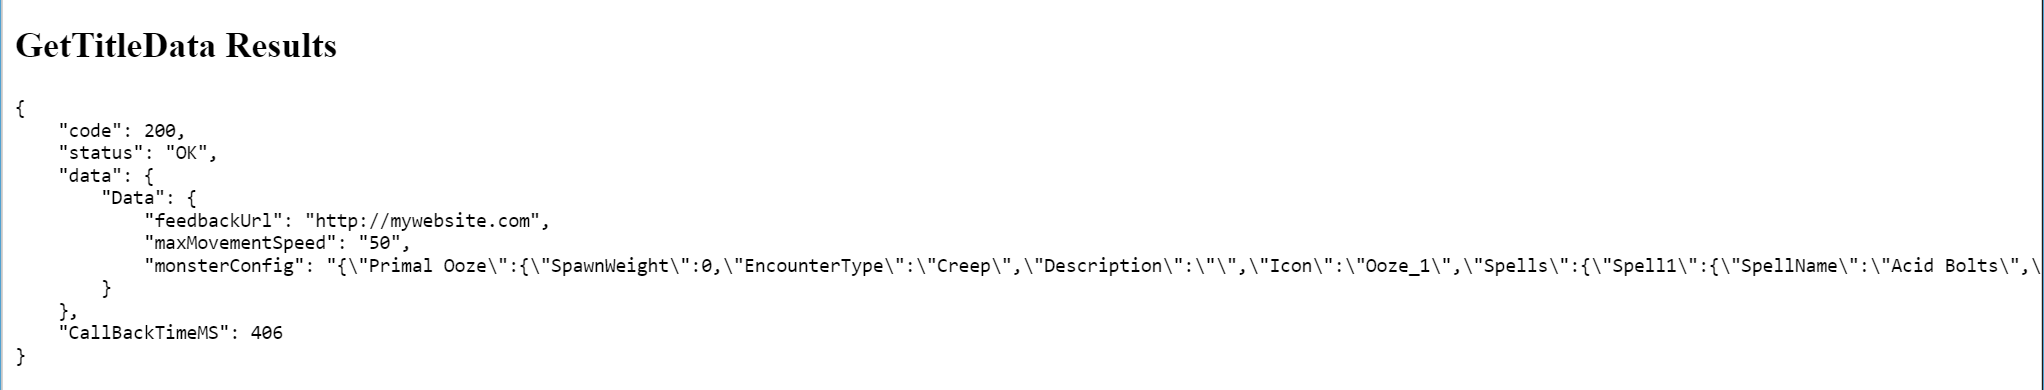 GetTitleData Results
{
    "code": 200,
    "status": "OK",
    "data": {
        "Data": {
            "feedbackUrl": "http://mywebsite.com",
            "maxMovementSpeed": "50",
            "monsterConfig": "{\"Primal Ooze\":{\"SpawnWeight\":0,\"EncounterType\":\"Creep\",\"Description\":\"\",\"Icon\":\"Ooze_1\",\"Spells\":{\"Spell1\":{\"SpellName\":\"Acid Bolts\",\
        }
    },
    "CallBackTimeMS": 406
}